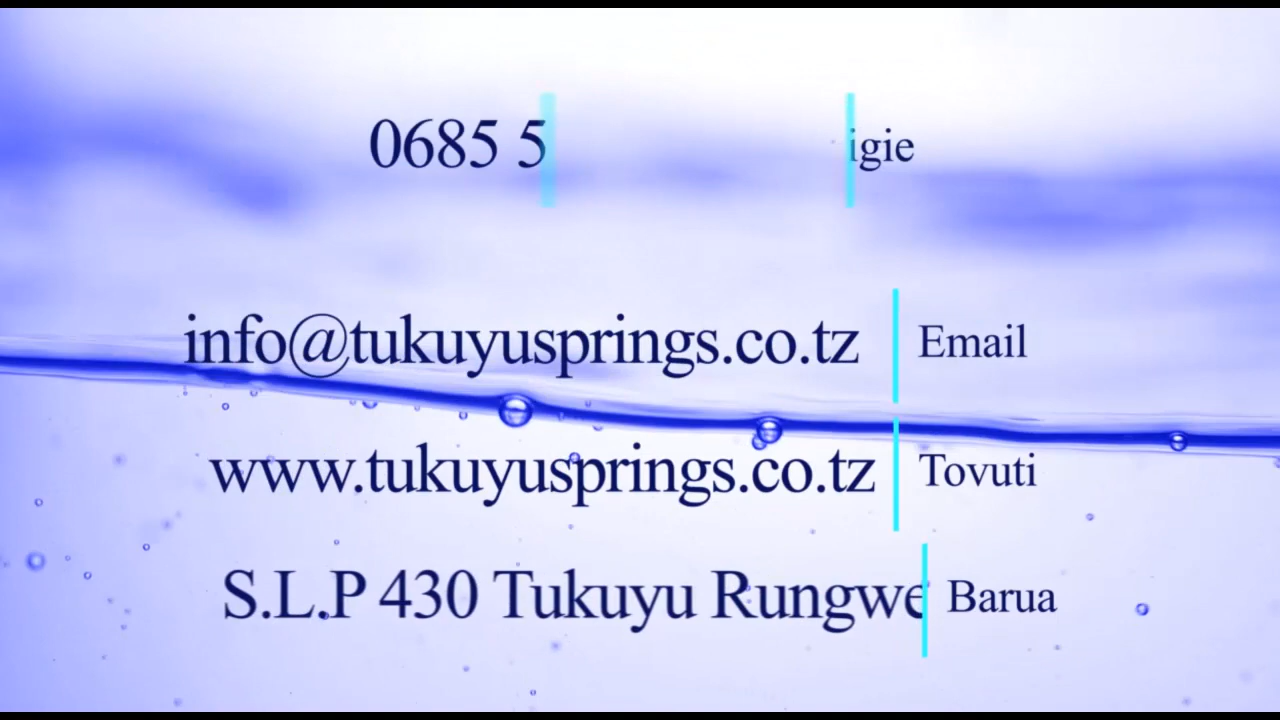 0685 5 igie
info@tukuyusprings.co.tz Email
www.tukuyusprings.co.tz Tovuti
S.L.P 430 Tukuyu Rungwe Barua